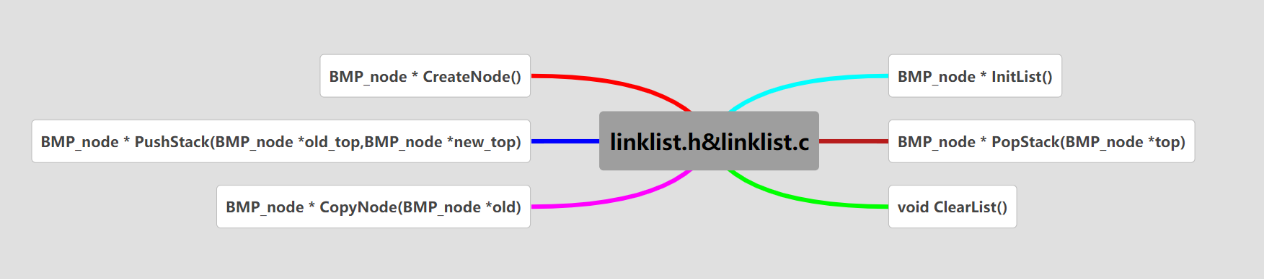 BMP_node * CreateNode()
BMP_node * InitList()
BMP_node * PushStack(BMP_node *old_top,BMP_node *new_top)
linklist.h&linklist.c
BMP_node * PopStack(BMP_node *top)
BMP_node * CopyNode(BMP_node *old)
void ClearList()